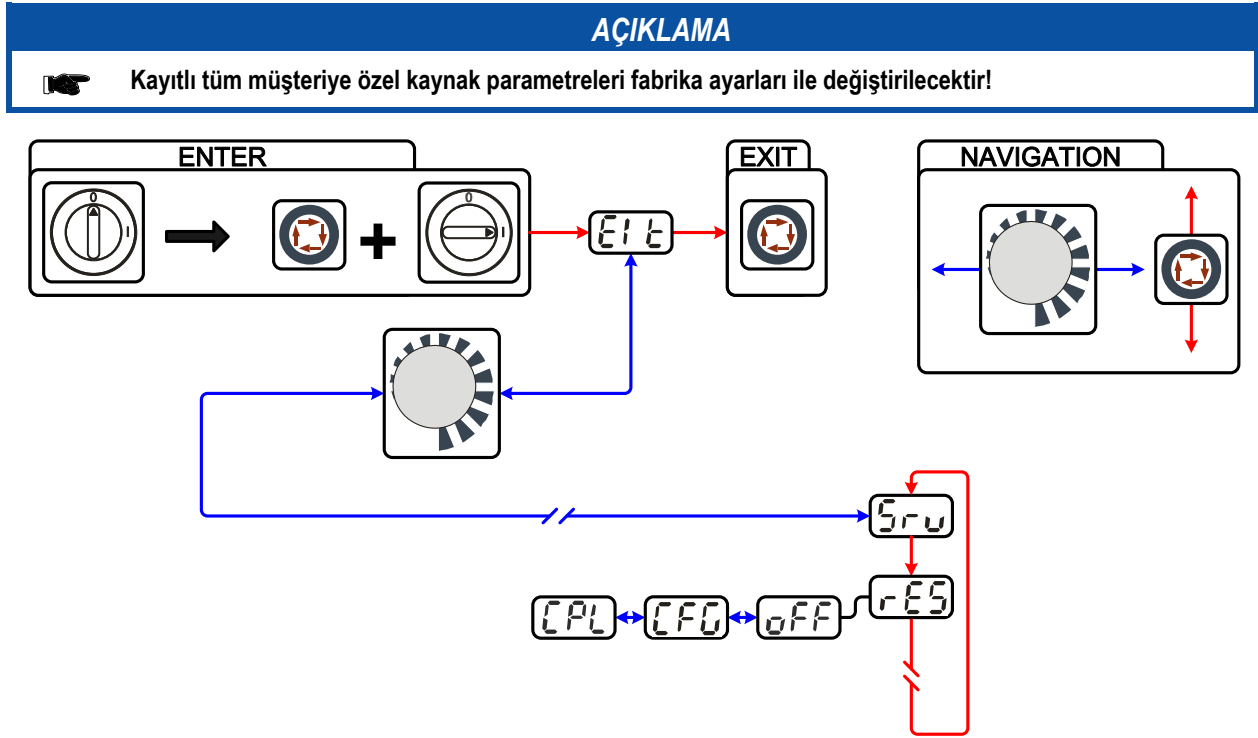 AÇIKLAMA
Kayıtlı tüm müşteriye özel kaynak parametreleri fabrika ayarları ile değiştirilecektir!
ENTER
EXIT
NAVIGATION
0
I
0
I
EIt
Sru
rES
CPL
CFG
oFF